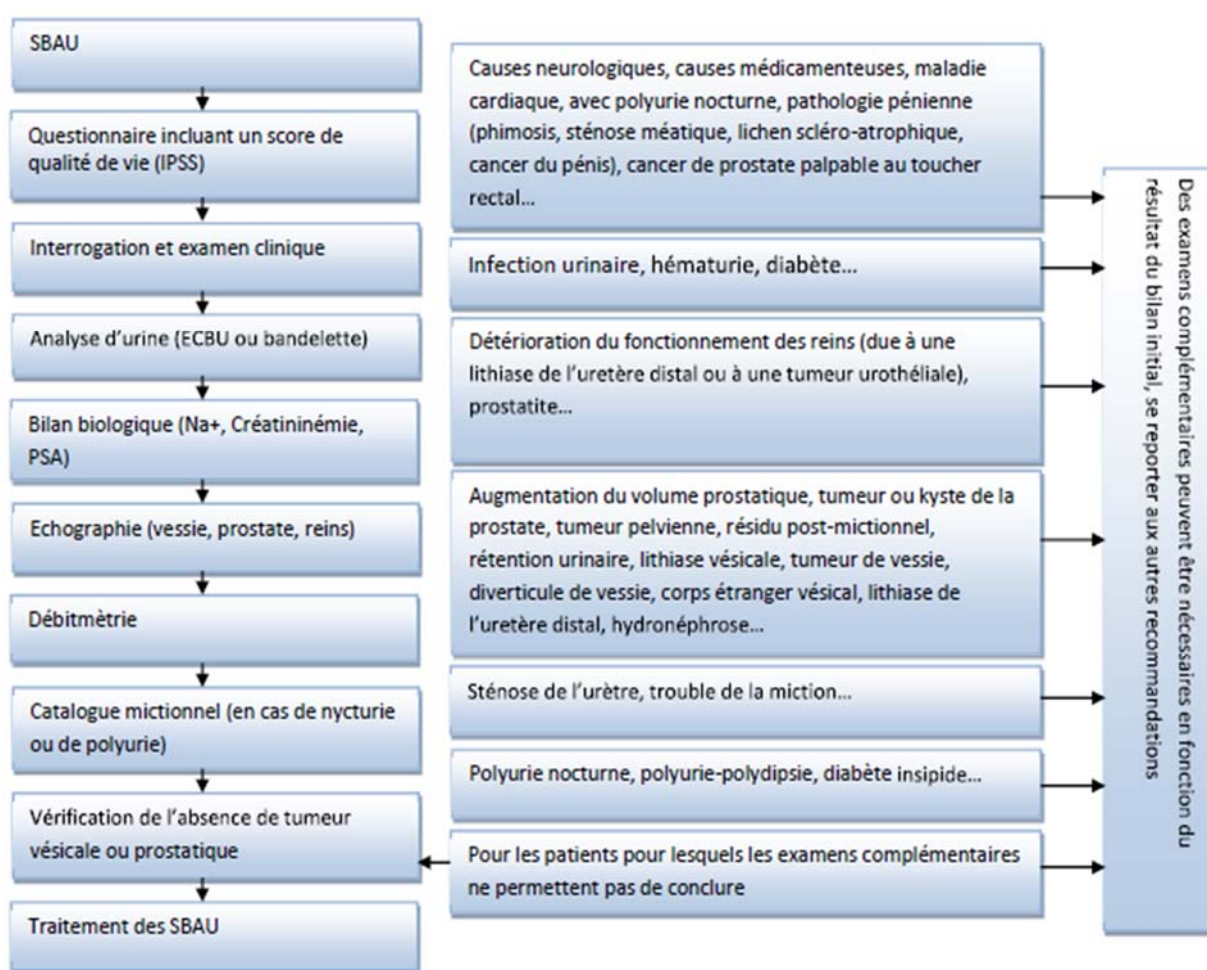 SBAU
Questionnaire incluant un score de
qualité de vie (IPSS)
Interrogation et examen clinique
Analyse d'urine (ECBU ou bandelette)
Bilan biologique (Na+, Créatininémie,
PSA)
Echographie (vessie, prostate, reins)
Débitmètrie
Catalogue mictionnel (en cas de nycturie
ou de polyurie)
Vérification de l'absence de tumeur
vésicale ou prostatique
Traitement des SBAU
Causes neurologiques, causes médicamenteuses, maladie
cardiaque, avec polyurie nocturne, pathologie pénienne
(phimosis, sténose méatique, lichen scléro-atrophique,
cancer du pénis), cancer de prostate palpable au toucher
rectal...
Infection urinaire, hématurie, diabète...
Détérioration du fonctionnement des reins (due à une
lithiase de l'uretère distal ou à une tumeur urothéliale),
prostatite...
Augmentation du volume prostatique, tumeur ou kyste de la
prostate, tumeur pelvienne, résidu post-mictionnel,
rétention urinaire, lithiase vésicale, tumeur de vessie,
diverticule de vessie, corps étranger vésical, lithiase de
l'uretère distal, hydronéphrose...
Sténose de l'urètre, trouble de la miction...
Polyurie nocturne, polyurie-polydipsie, diabète insipide...
Pour les patients pour lesquels les examens complémentaires
ne permettent pas de conclure
Des examens complémentaires peuvent être nécessaires en fonction du
résultat du bilan initial, se reporter aux autres recommandations